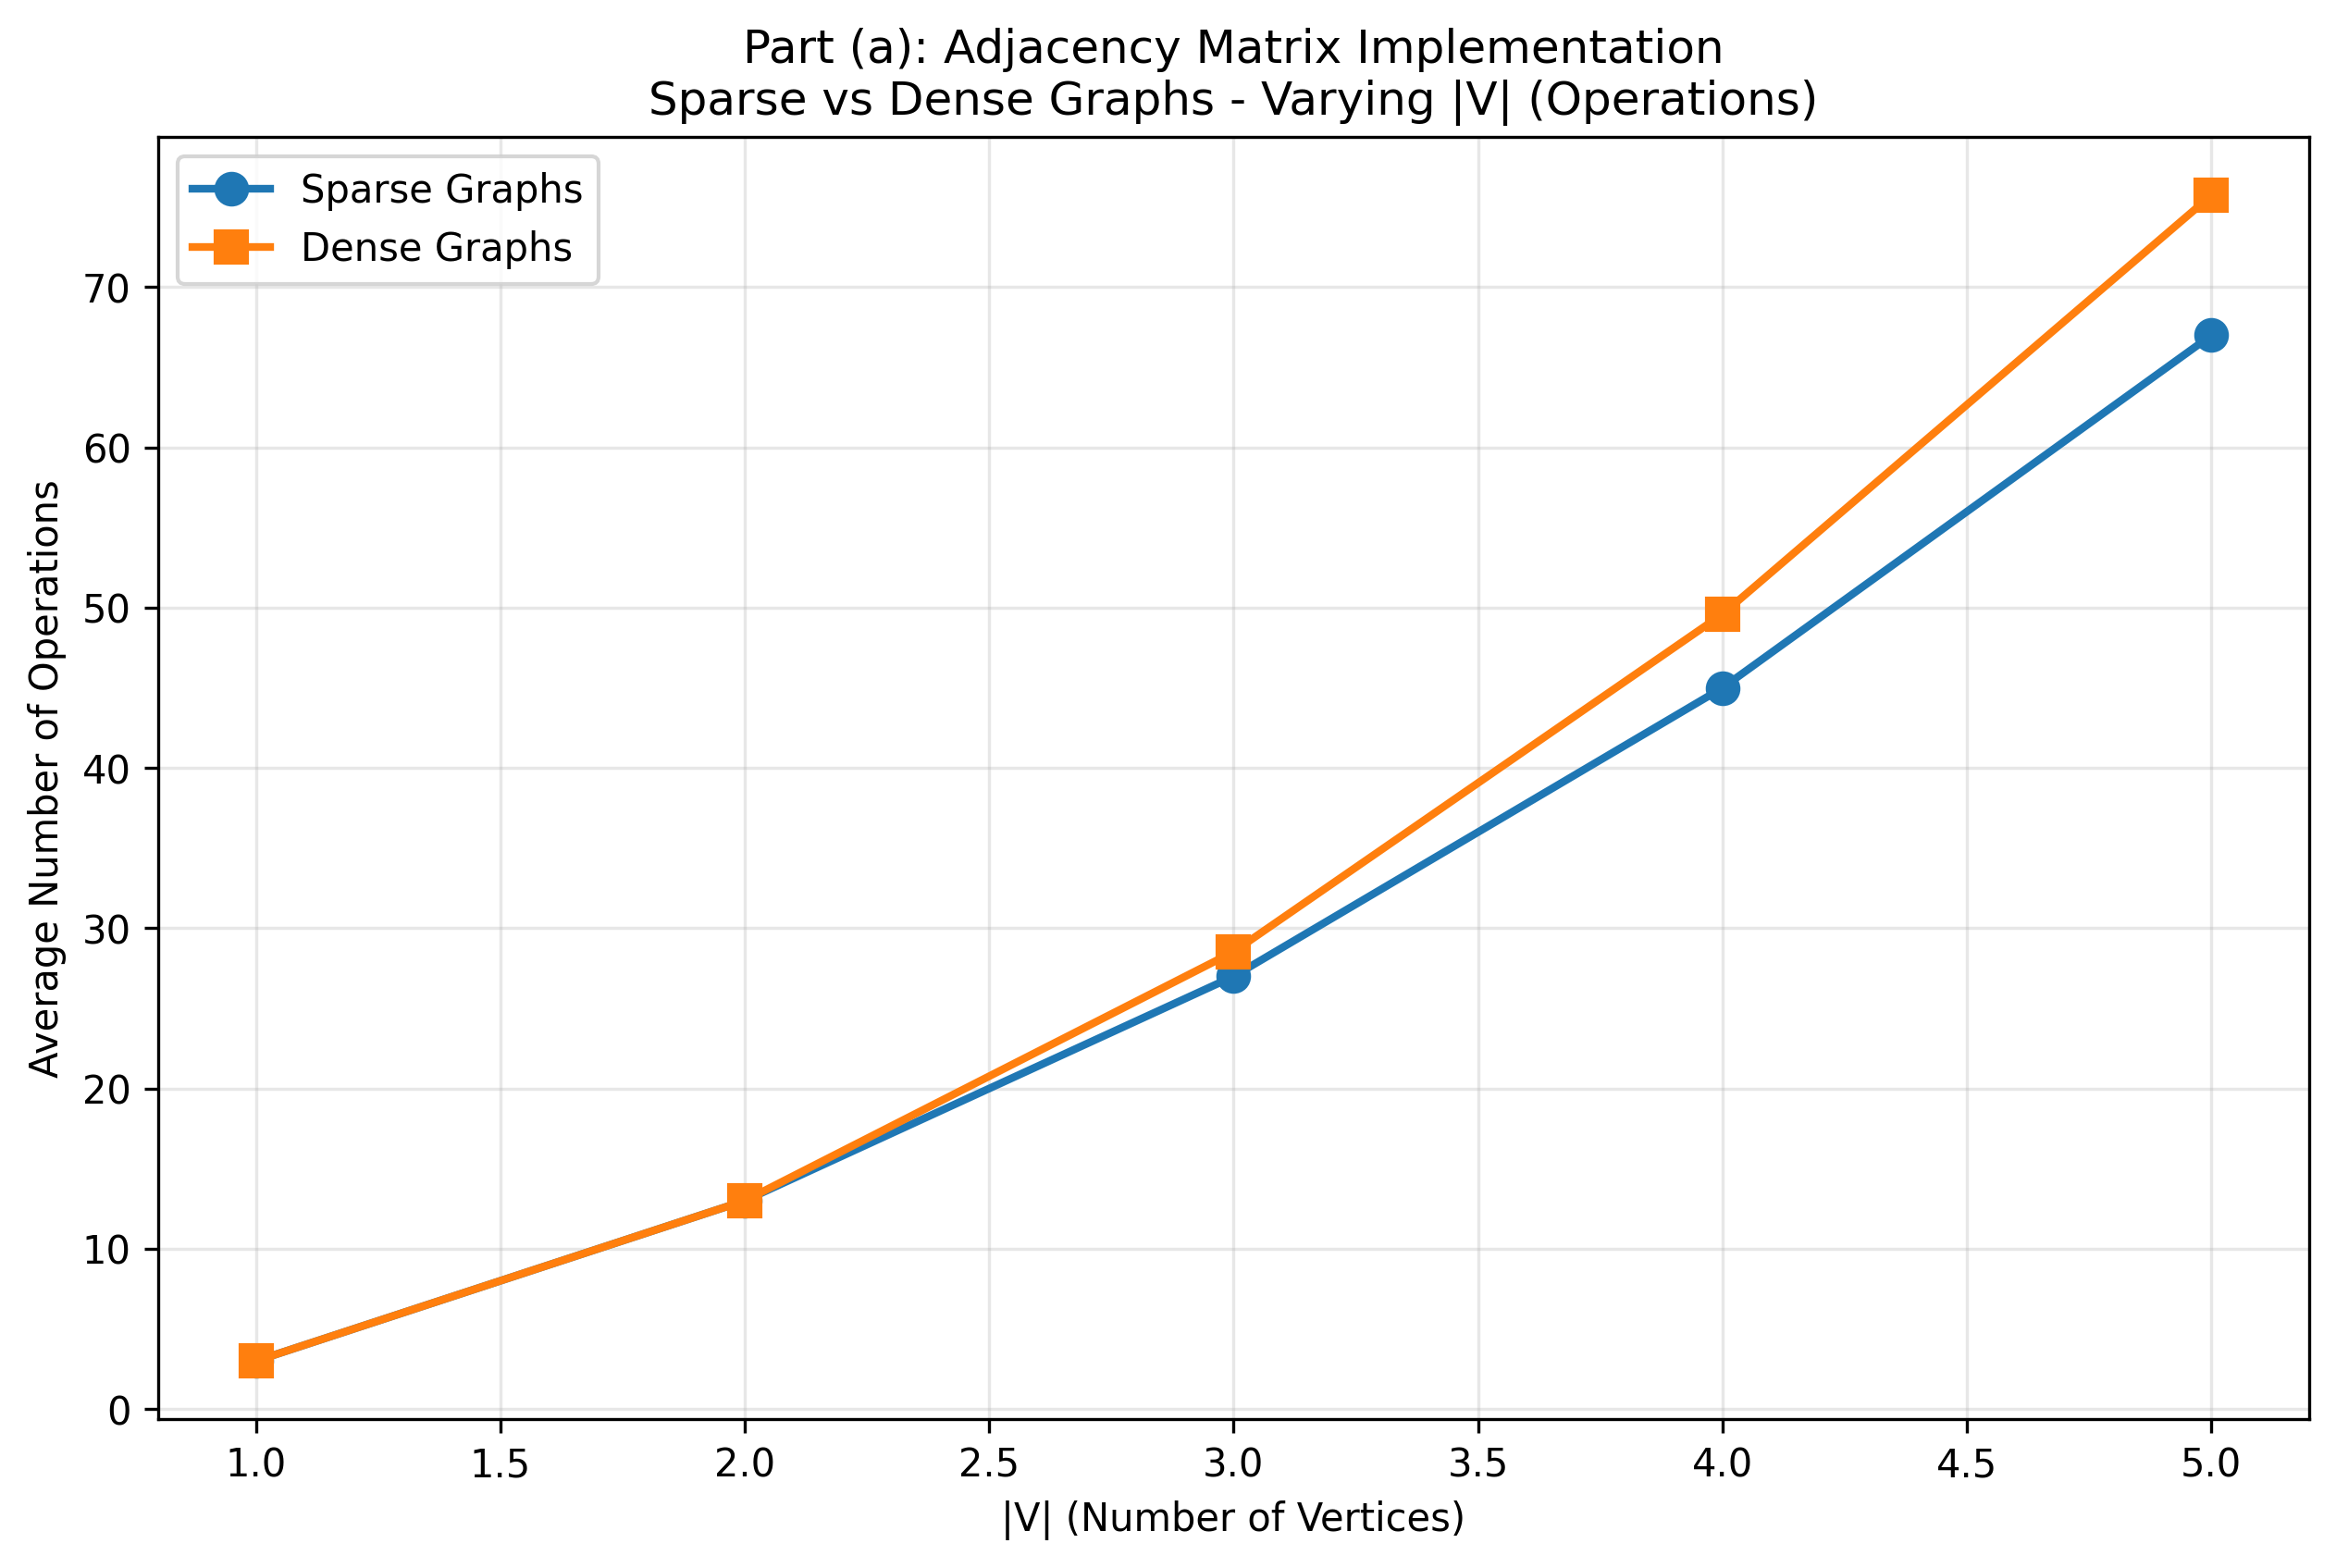 Part (a): Adjacency Matrix Implementation
Sparse vs Dense Graphs - Varying |V| (Operations)
Sparse Graphs
Dense Graphs
Average Number of Operations
70
60
50
40
30
20
10
0
1.0 1.5 2.0 2.5 3.0 3.5 4.0 4.5 5.0
|V| (Number of Vertices)